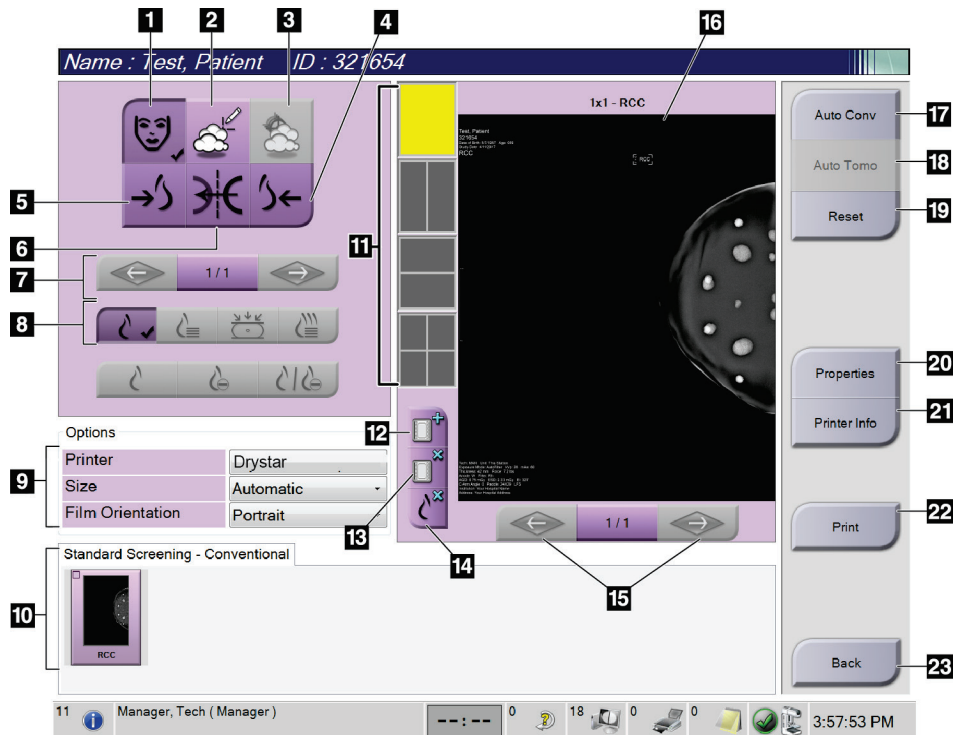 1
2
3
4
16
Name : Test, Patient ID : 321654
1x1 - RCC
Test, Patient
321654
RCC
RCC
5
6
7
1/1
8
11
Auto Conv
17
Auto Tomo
18
Reset
19
Properties
20
Printer Info
21
Options
12
9
Printer
Drystar
Size
Automatic
Film Orientation
Portrait
13
14
1/1
15
Print
22
Standard Screening - Conventional
10
RCC
Back
23
11
Manager, Tech ( Manager )
--:--
0
18
0
0
3:57:53 PM